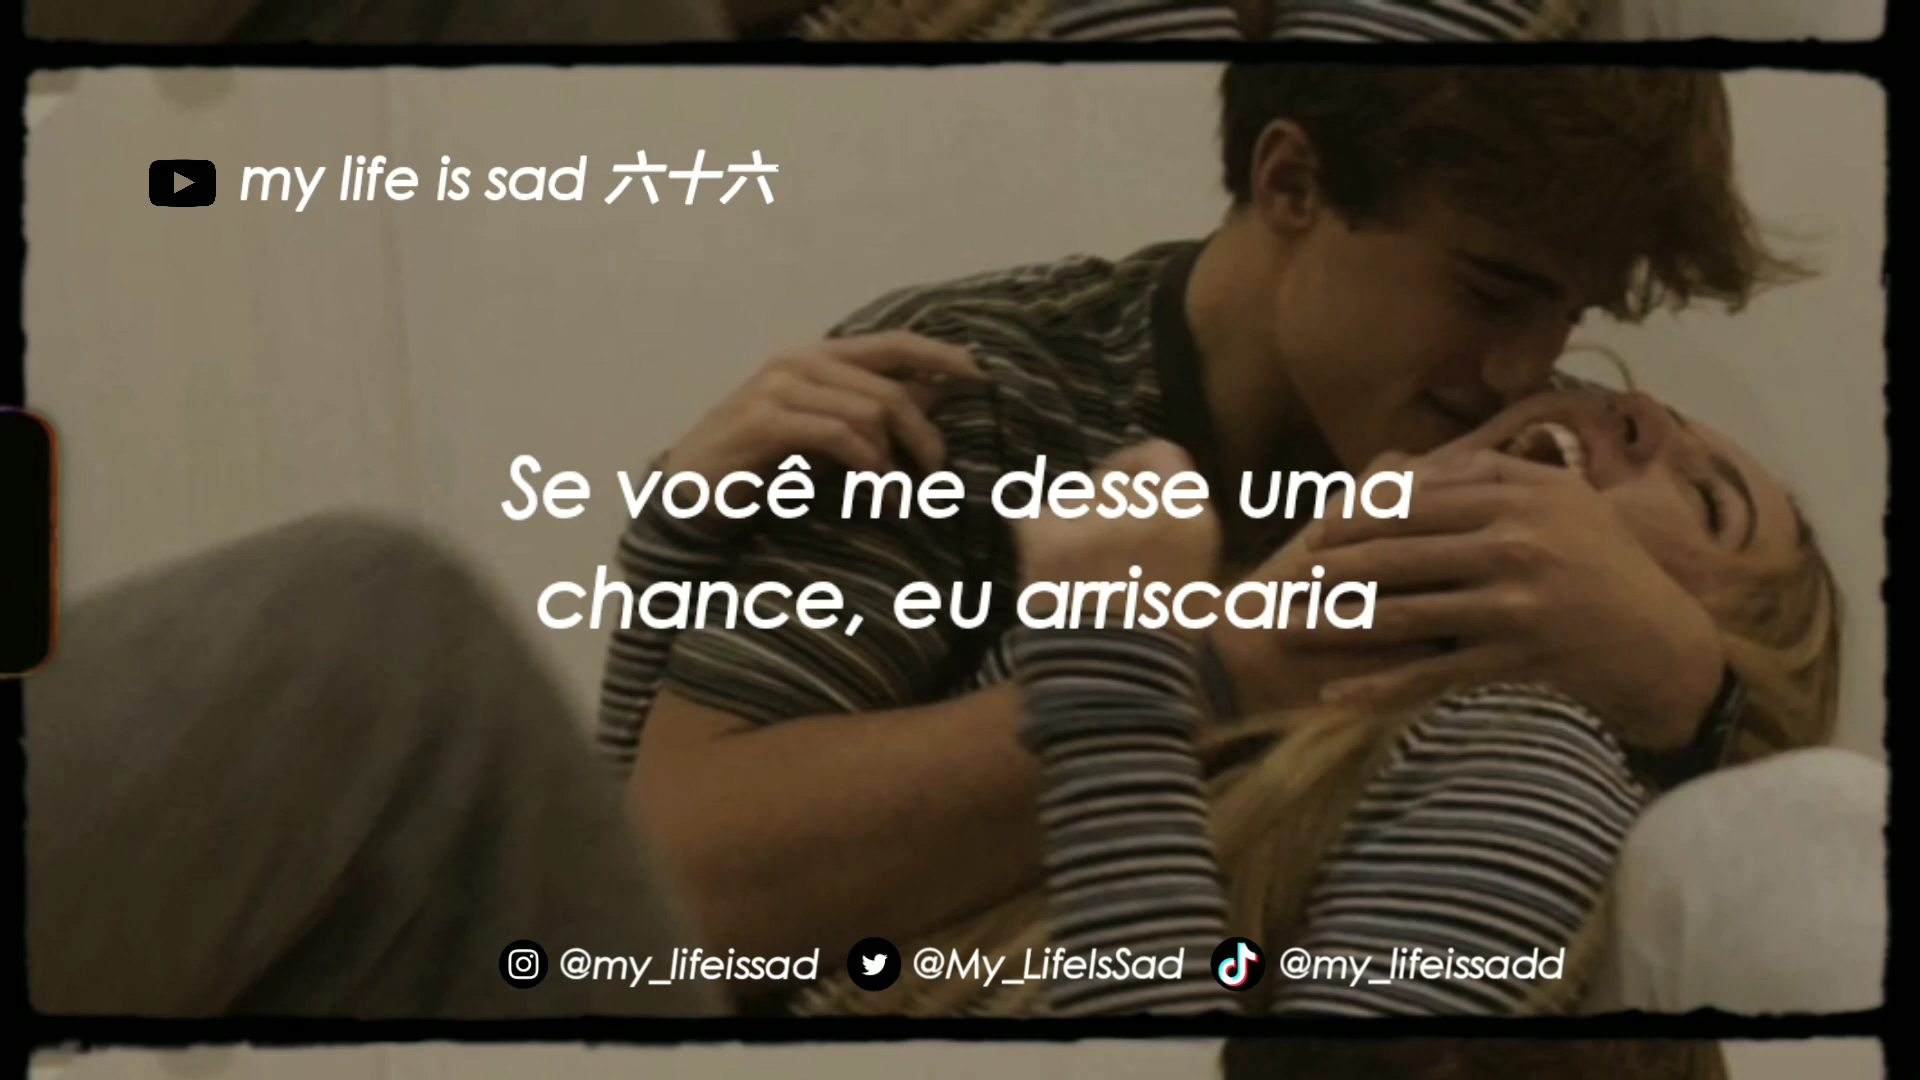 my life is sad 六十六
Se você me desse uma
chance, eu arriscaria
@my_lifeissad @My_LifeIsSad @my_lifeissadd